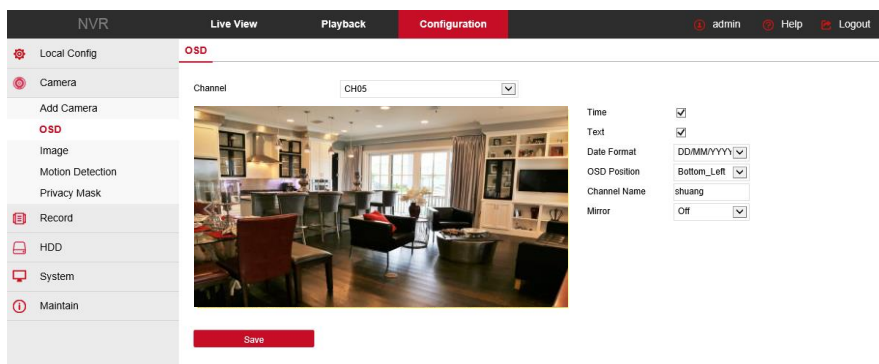 NVR
Live View
Playback
Configuration
admin
Help
Logout
Local Config
OSD
Camera
Add Camera
OSD
Image
Motion Detection
Privacy Mask
Record
HDD
System
Maintain
Channel CH05
Time
Text
Date Format DD/MM/YYYY
OSD Position Bottom_Left
Channel Name shuang
Mirror Off
Save